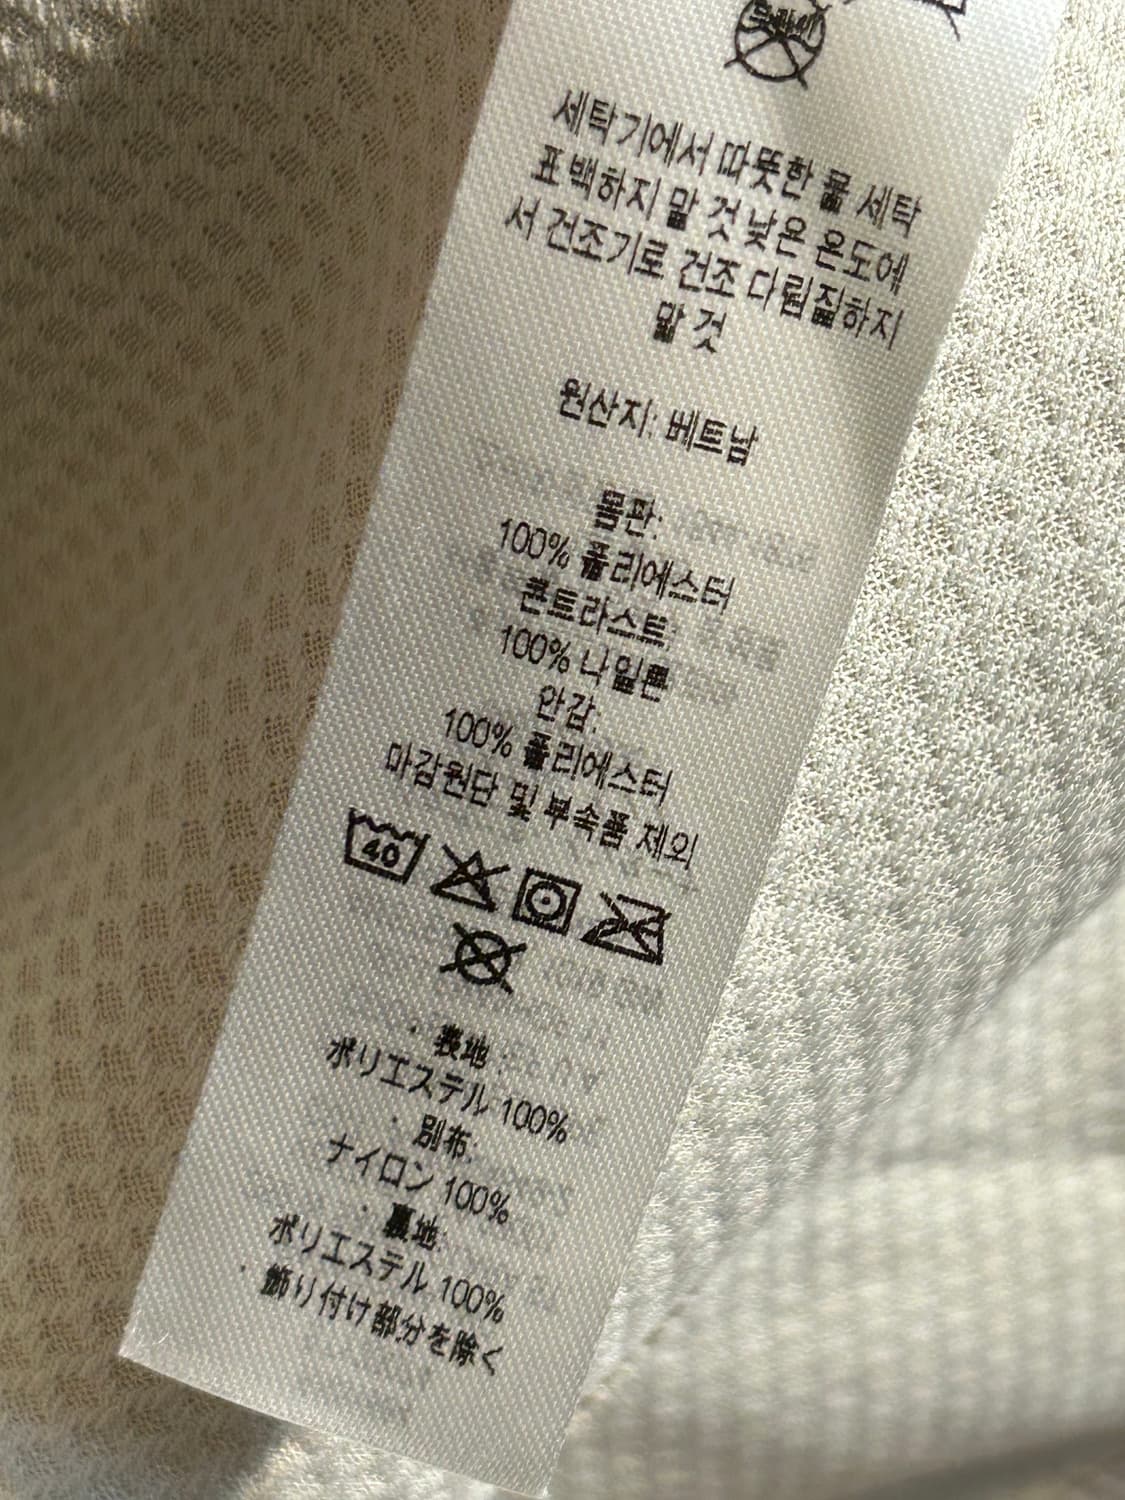 세탁기에서 따뜻한 물 세탁
표백하지 말 것 낮은 온도에
서 건조기로 건조 다림질하지
말 것
원산지: 베트남
몸판:
100% 폴리에스터
콘트라스트:
100% 나일론
안감:
100% 폴리에스터
마감원단 및 부속품 제외
40
・表地:
ポリエステル 100%
・別布:
ナイロン 100%
・裏地:
ポリエステル 100%
・飾り付け部分を除く